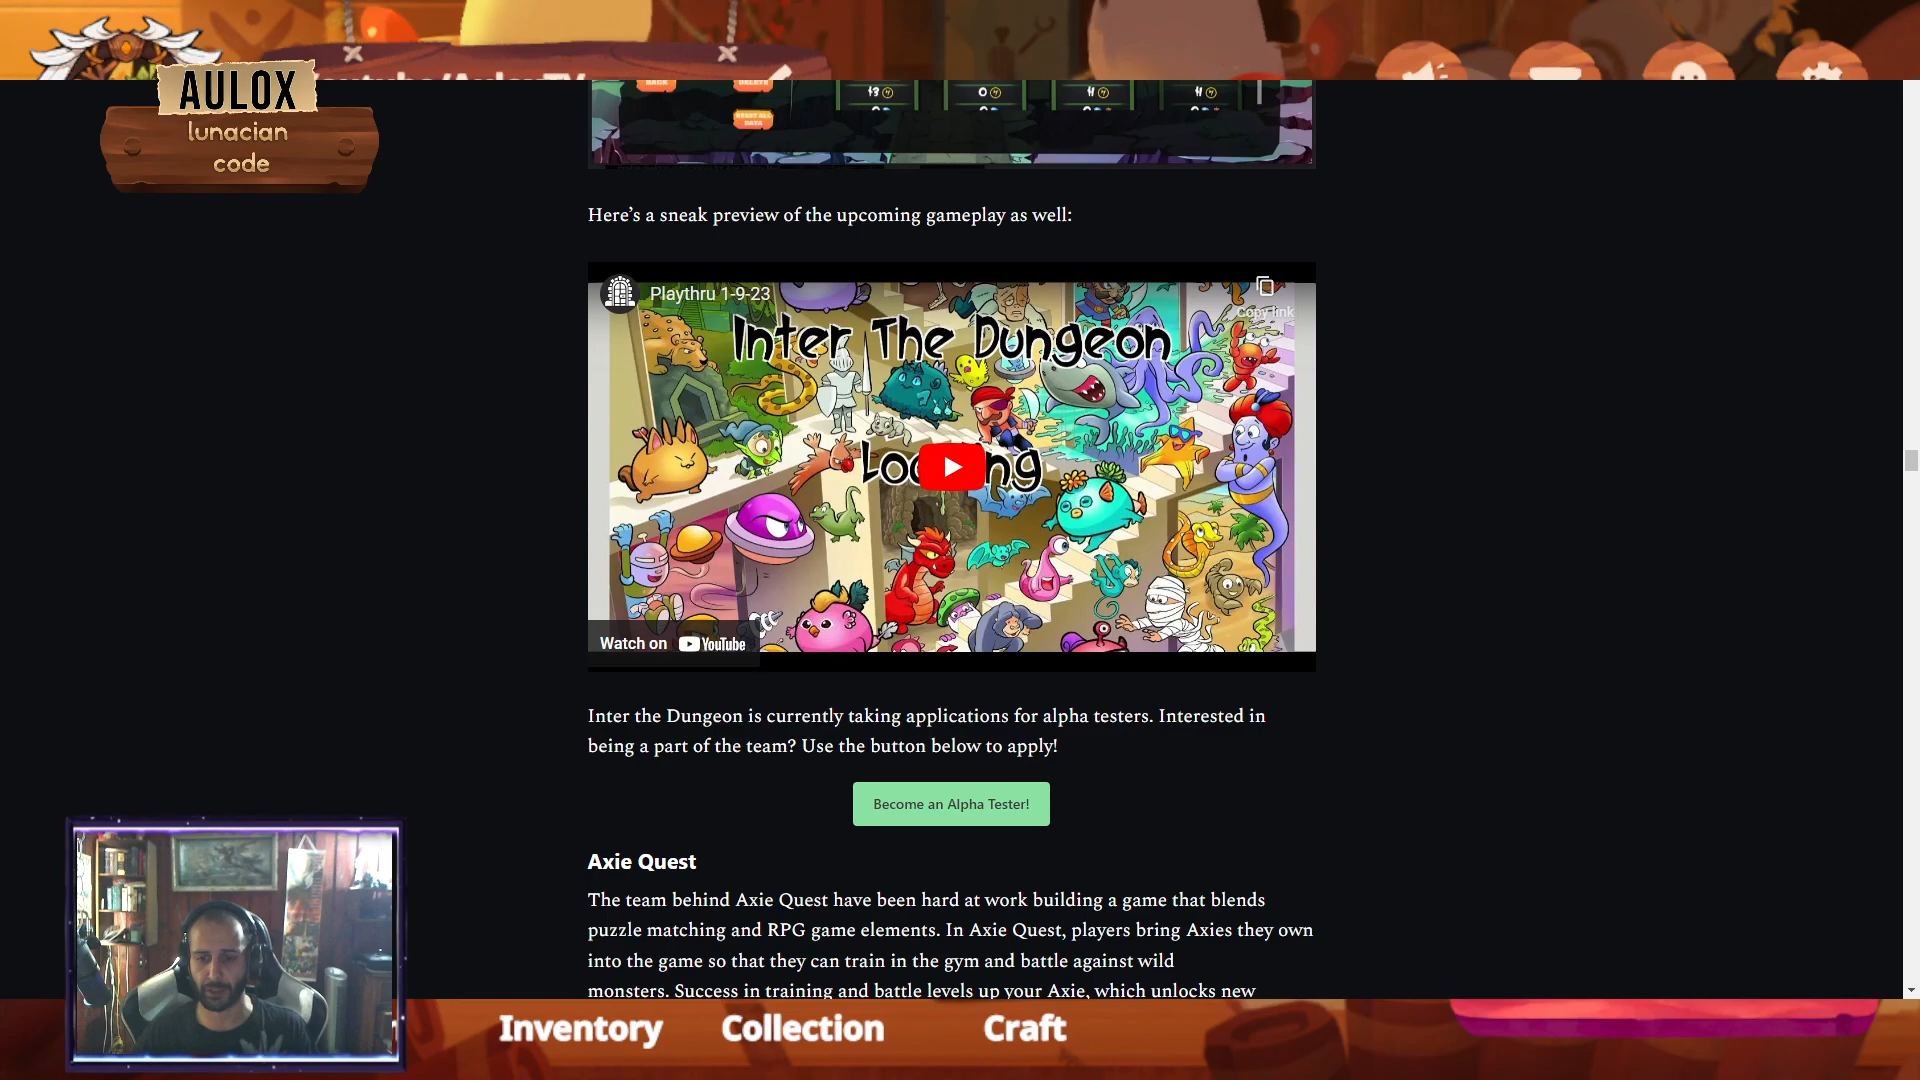 AULOX
lunacian
code
DELETE
RESET ALL
DATA
Here’s a sneak preview of the upcoming gameplay as well:
Playthru 1-9-23
Copy link
Inter The Dungeon
Watch on YouTube
Inter the Dungeon is currently taking applications for alpha testers. Interested in
being a part of the team? Use the button below to apply!
Become an Alpha Tester!
Axie Quest
The team behind Axie Quest have been hard at work building a game that blends
puzzle matching and RPG game elements. In Axie Quest, players bring Axies they own
into the game so that they can train in the gym and battle against wild
monsters. Success in training and battle levels up your Axie, which unlocks new
Inventory
Collection
Craft